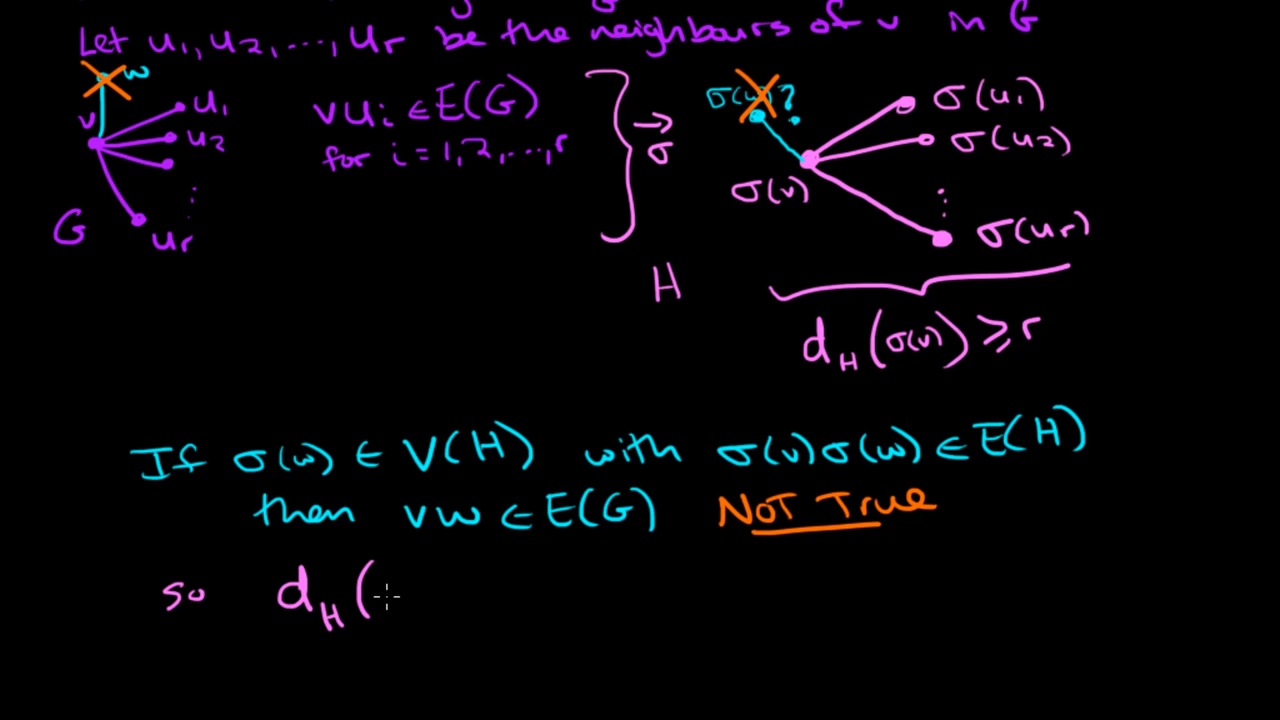 Let u₁, u₂, ..., uᵣ be the neighbours of v in G
w
v
u₁
u₂
⋮
uᵣ
G
vuᵢ ∈ E(G)
for i = 1, 2, ..., r
→
σ
H
σ(w)?
σ(v)
σ(u₁)
σ(u₂)
⋮
σ(uᵣ)
d_H(σ(v)) ⩾ r
If σ(w) ∈ V(H) with σ(v)σ(w) ∈ E(H)
then vw ∈ E(G) NOT True
so d_H(